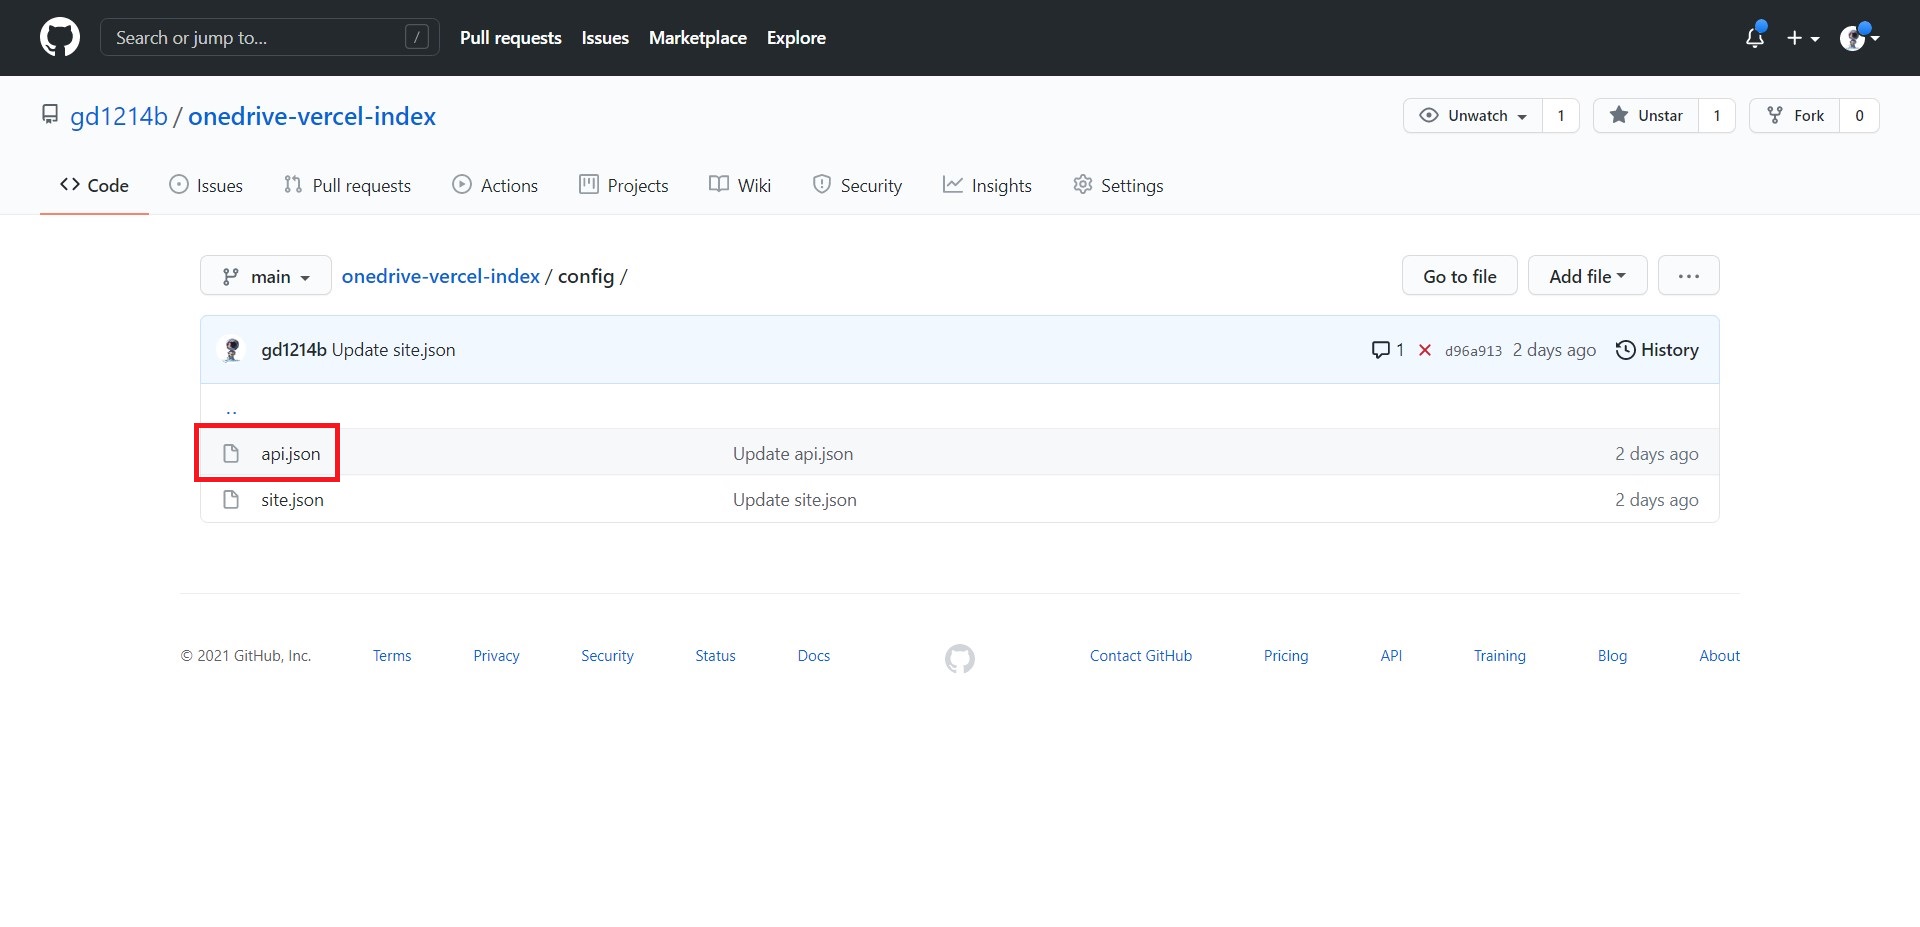 Search or jump to... /
Pull requests Issues Marketplace Explore
gd1214b / onedrive-vercel-index
Unwatch 1 Unstar 1 Fork 0
Code Issues Pull requests Actions Projects Wiki Security Insights Settings
main onedrive-vercel-index / config /
Go to file Add file ...
gd1214b Update site.json 1 d96a913 2 days ago History
..
api.json Update api.json 2 days ago
site.json Update site.json 2 days ago
© 2021 GitHub, Inc. Terms Privacy Security Status Docs Contact GitHub Pricing API Training Blog About